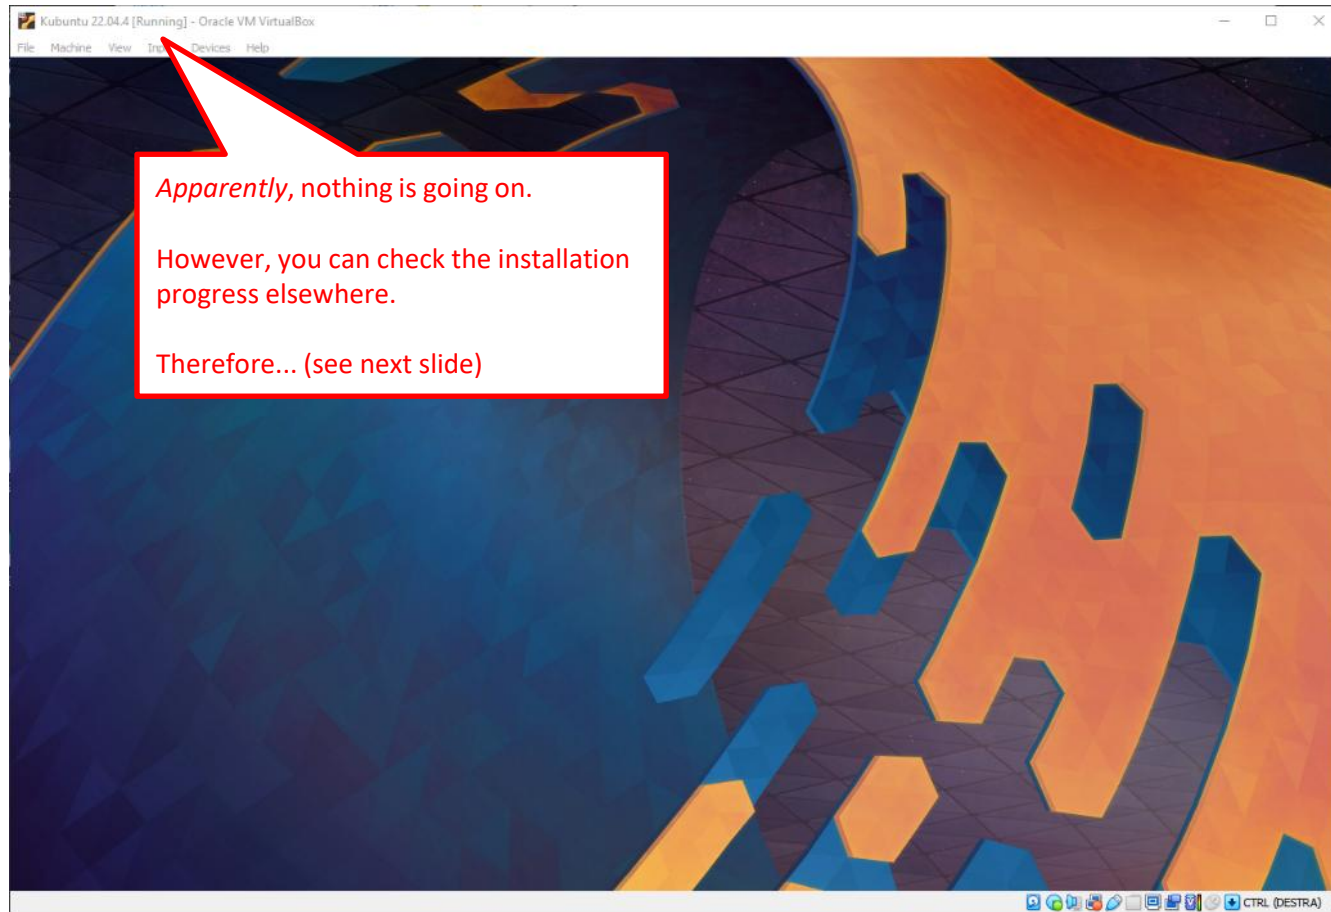 Kubuntu 22.04.4 [Running] - Oracle VM VirtualBox
File Machine View Devices Help
Apparently, nothing is going on.
However, you can check the installation
progress elsewhere.
Therefore... (see next slide)
CTRL (DESTRA)